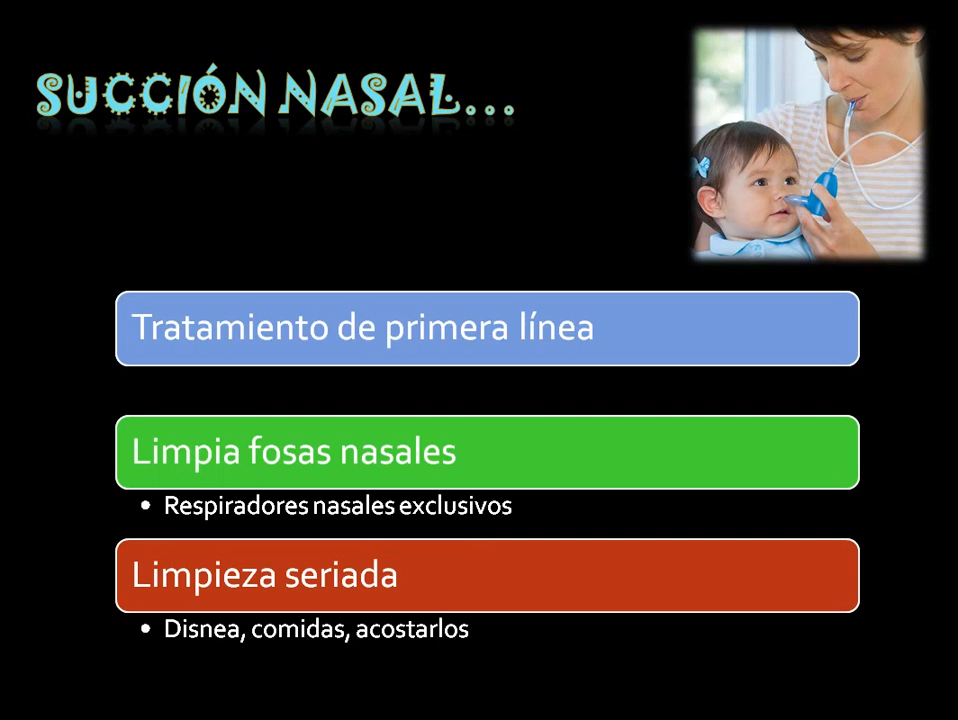 SUCCIÓN NASAL...
Tratamiento de primera línea
Limpia fosas nasales
• Respiradores nasales exclusivos
Limpieza seriada
• Disnea, comidas, acostarlos